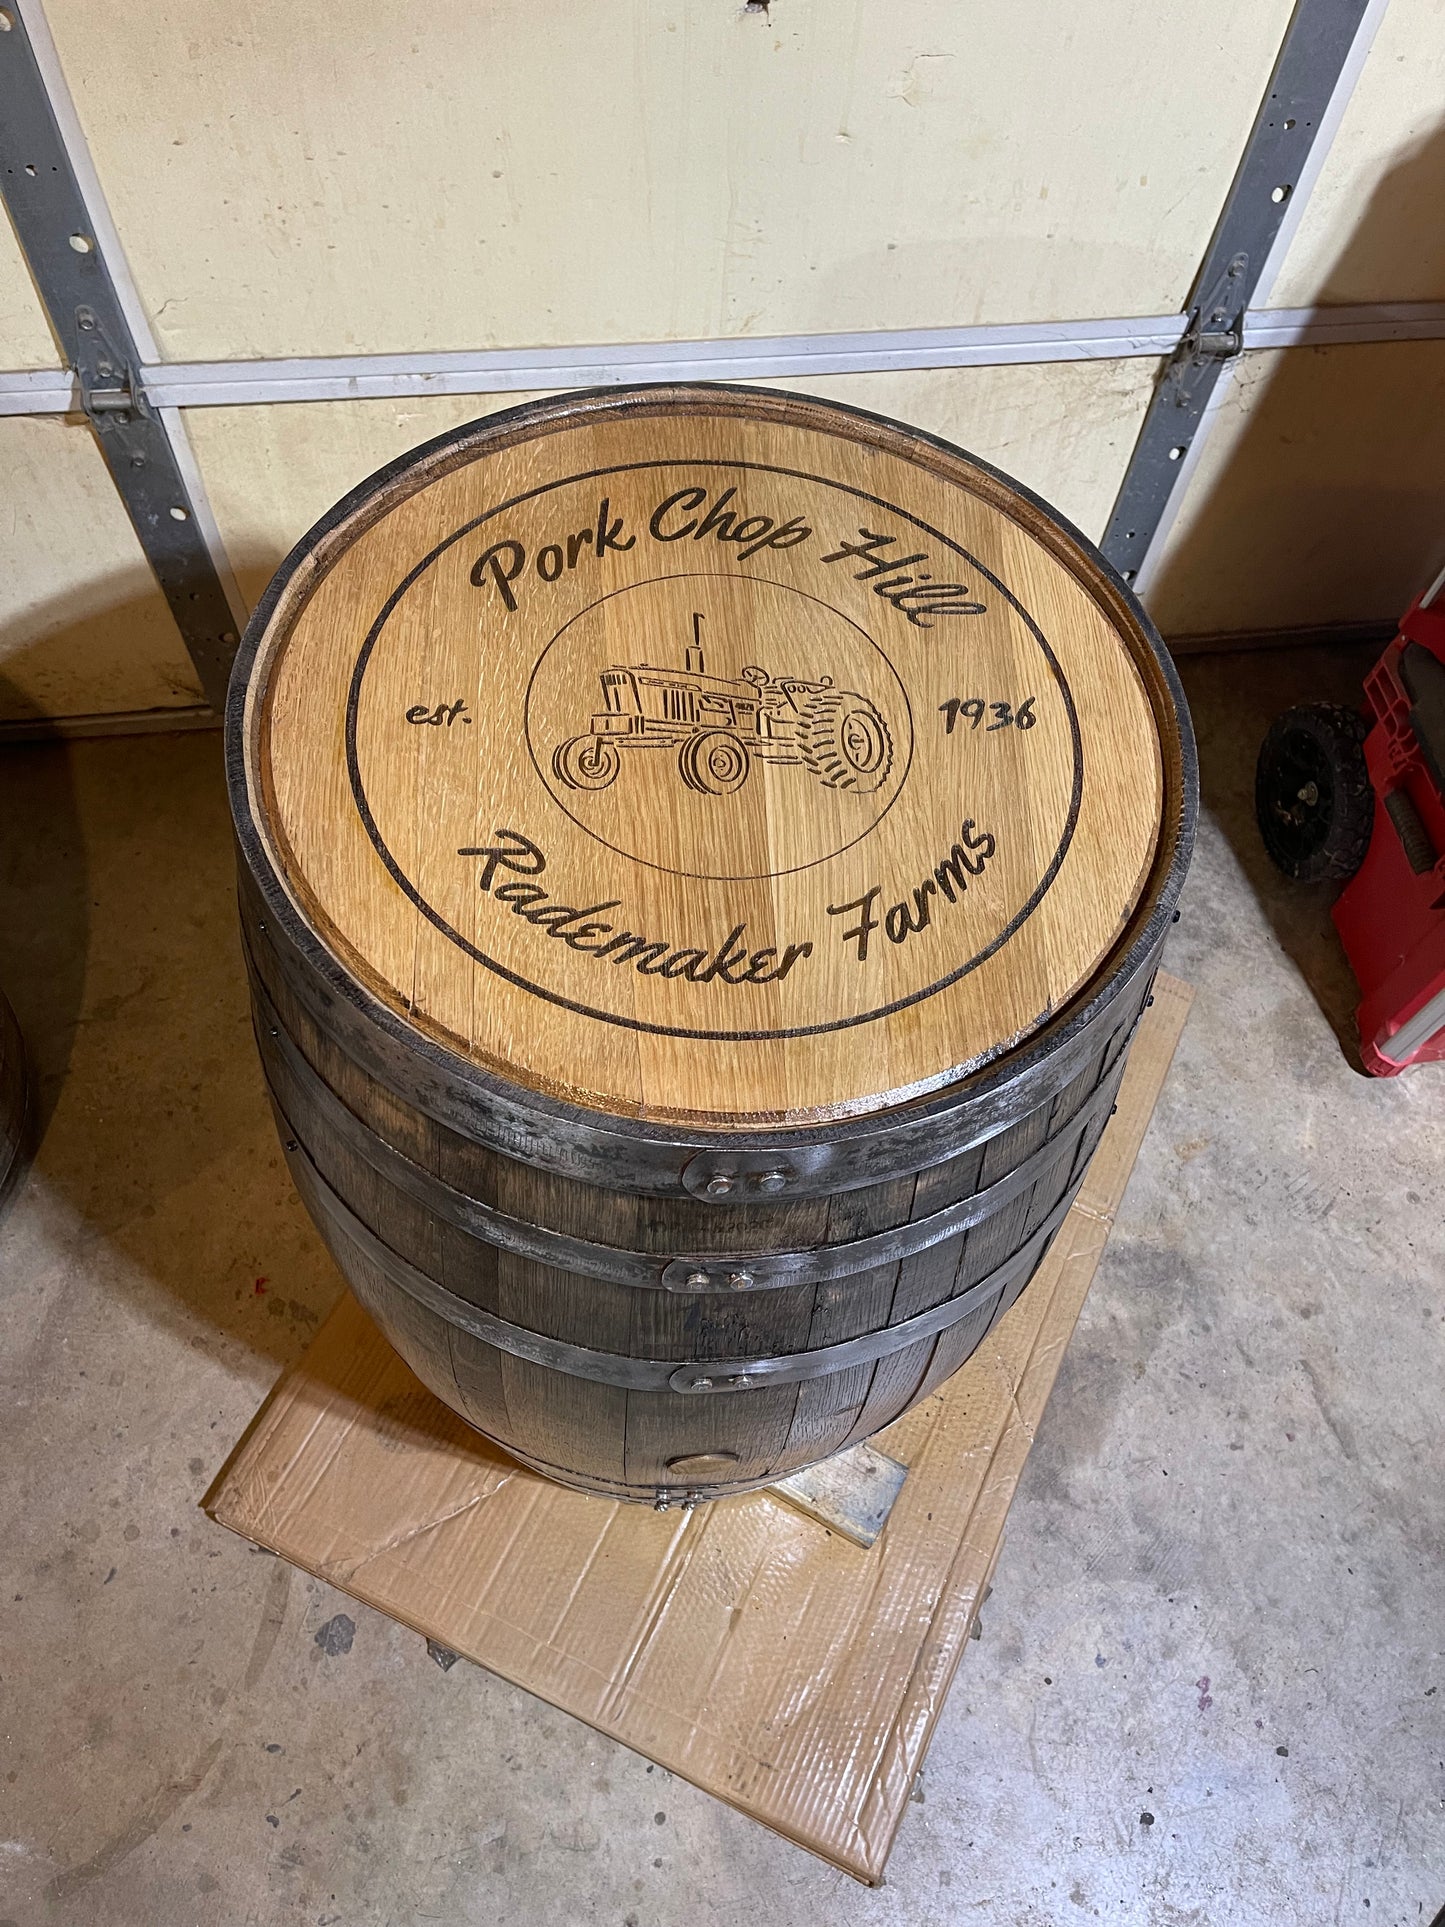 Pork Chop Hill
est. 1936
Rademaker Farms